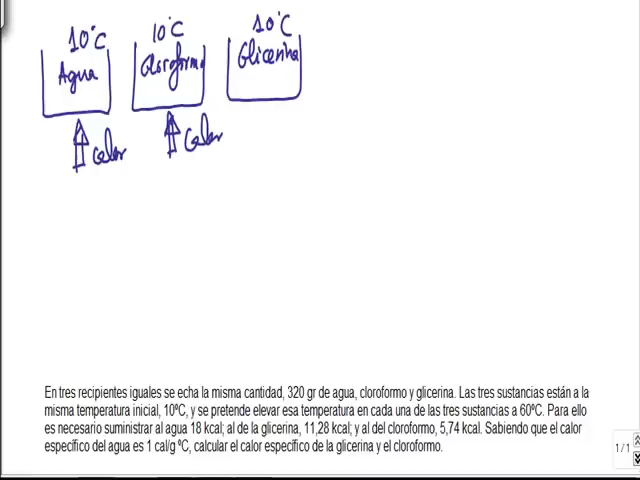 10°C 10°C 10°C
Agua Cloroformo Glicerina
Calor Calor
En tres recipientes iguales se echa la misma cantidad, 320 gr de agua, cloroformo y glicerina. Las tres sustancias están a la
misma temperatura inicial, 10ºC, y se pretende elevar esa temperatura en cada una de las tres sustancias a 60ºC. Para ello
es necesario suministrar al agua 18 kcal; al de la glicerina, 11,28 kcal; y al del cloroformo, 5,74 kcal. Sabiendo que el calor
específico del agua es 1 cal/g ºC, calcular el calor específico de la glicerina y el cloroformo.
1/1